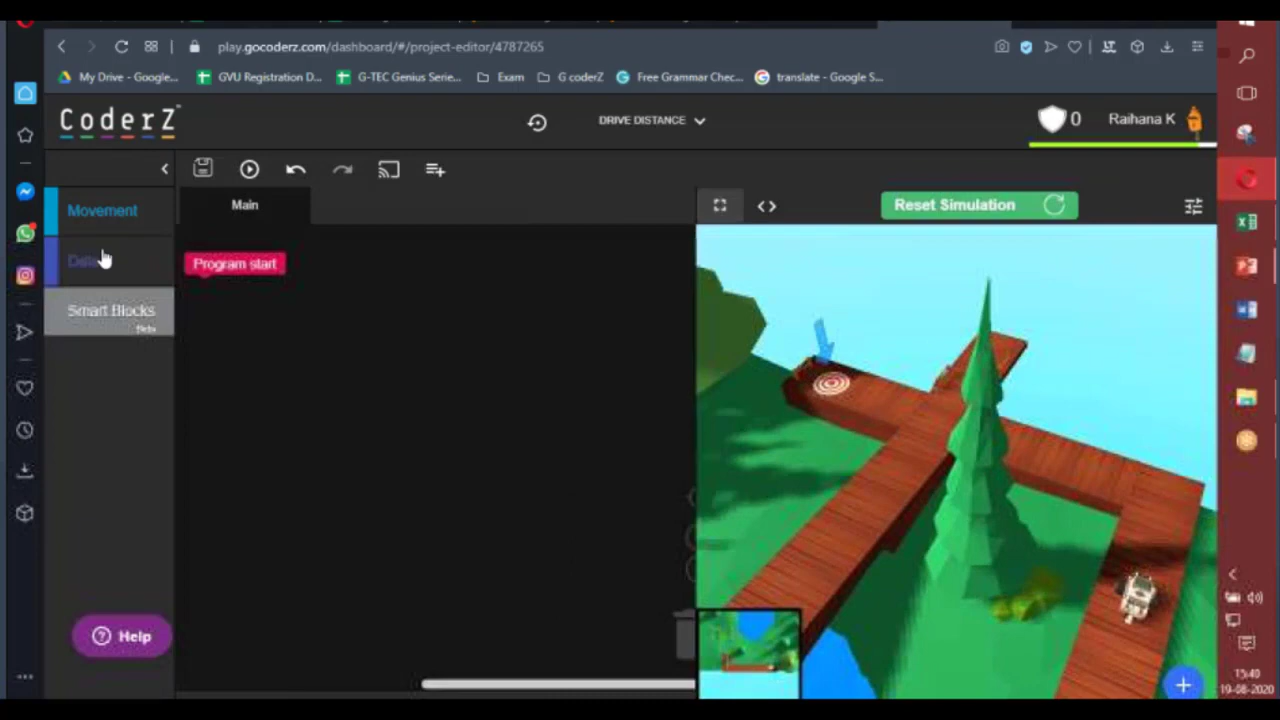 play.gocoderz.com/dashboard/#/project-editor/4787265
My Drive - Google...
GVU Registration D...
G-TEC Genius Serie...
Exam
G coderZ
Free Grammar Chec...
translate - Google S...
CoderZ
DRIVE DISTANCE
0
Raihana K
Movement
Main
Reset Simulation
Program start
Smart Blocks
Beta
Help
15:40
19-08-2020